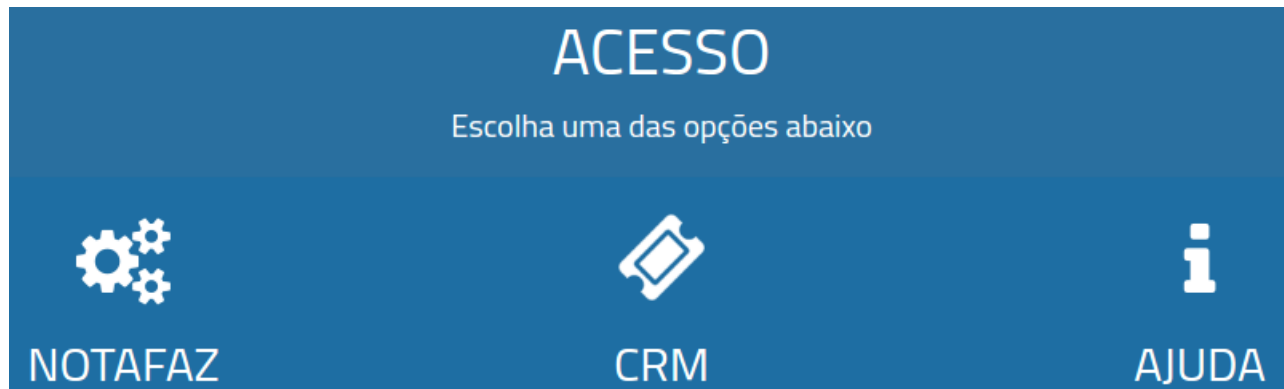 ACESSO
Escolha uma das opções abaixo
NOTAFAZ
CRM
AJUDA